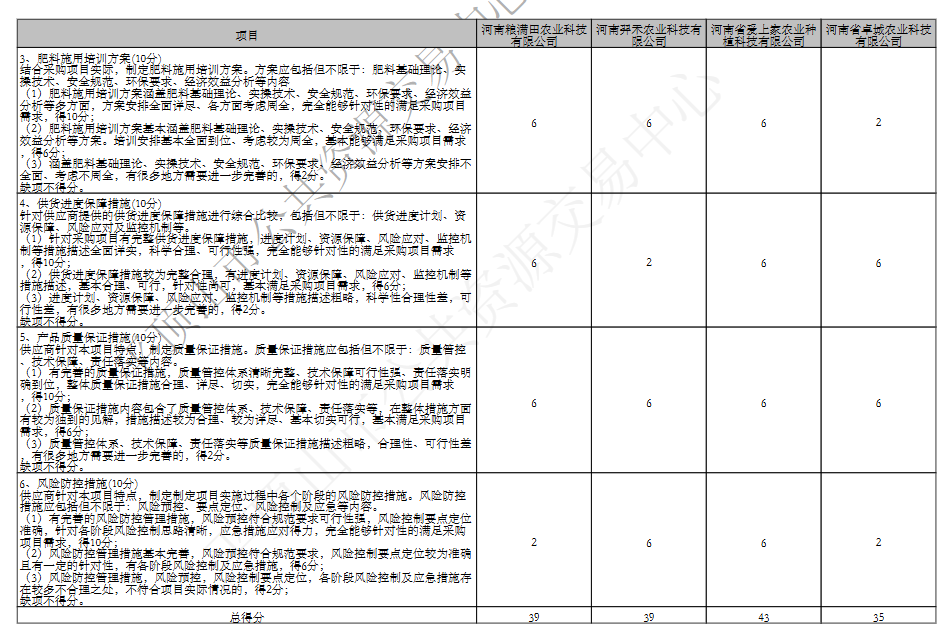 项目
河南粮满田农业科技
有限公司
河南羿禾农业科技有
限公司
河南省爱上家农业种
植科技有限公司
河南省卓城农业科技
有限公司
3、肥料施用培训方案(10分)
结合采购项目实际，制定肥料施用培训方案。方案应包括但不限于：肥料基础理论、实
操技术、安全规范、环保要求、经济效益分析等内容
（1）肥料施用培训方案涵盖肥料基础理论、实操技术、安全规范、环保要求、经济效益
分析等多方面，方案安排全面详尽、各方面考虑周全，完全能够针对性的满足采购项目
需求，得10分；
（2）肥料施用培训方案基本涵盖肥料基础理论、实操技术、安全规范、环保要求、经济
效益分析等方案。培训安排基本全面到位、考虑较为周全，基本能够满足采购项目需求
，得6分；
（3）涵盖肥料基础理论、实操技术、安全规范、环保要求、经济效益分析等方案安排不
全面、考虑不周全，有很多地方需要进一步完善的，得2分。
缺项不得分。
6
6
6
2
4、供货进度保障措施(10分)
针对供应商提供的供货进度保障措施进行综合比较，包括但不限于：供货进度计划、资
源保障、风险应对及监控机制等。
（1）针对采购项目有完整供货进度保障措施，进度计划、资源保障、风险应对、监控机
制等措施描述全面详实，科学合理、可行性强，完全能够针对性的满足采购项目需求
，得10分；
（2）供货进度保障措施较为完整合理，有进度计划、资源保障、风险应对、监控机制等
措施描述，基本合理、可行，针对性尚可，基本满足采购项目需求，得6分；
（3）进度计划、资源保障、风险应对、监控机制等措施描述粗略，科学性合理性差，可
行性差，有很多地方需要进一步完善的，得2分。
缺项不得分。
6
2
6
6
5、产品质量保证措施(10分)
供应商针对本项目特点，制定质量保证措施。质量保证措施应包括但不限于：质量管控
、技术保障、责任落实等内容。
（1）有完善的质量保证措施，质量管控体系清晰完整、技术保障可行性强、责任落实明
确到位，整体质量保证措施合理、详尽、切实，完全能够针对性的满足采购项目需求
，得10分；
（2）质量保证措施内容包含了质量管控体系、技术保障、责任落实等，在整体措施方面
有较为独到的见解，措施描述较为合理、较为详尽、基本切实可行，基本满足采购项目
需求，得6分；
（3）质量管控体系、技术保障、责任落实等质量保证措施描述粗略，合理性、可行性差
，有很多地方需要进一步完善的，得2分。
缺项不得分。
6
6
6
6
6、风险防控措施(10分)
供应商针对本项目特点，制定制定项目实施过程中各个阶段的风险防控措施。风险防控
措施应包括但不限于：风险预控、要点定位、风险控制及应急等内容。
（1）有完善的风险防控管理措施，风险预控符合规范要求可行性强，风险控制要点定位
准确，针对各阶段风险控制思路清晰，应急措施应对得力，完全能够针对性的满足采购
项目需求，得10分；
（2）风险防控管理措施基本完善，风险预控符合规范要求，风险控制要点定位较为准确
且有一定的针对性，有各阶段风险控制及应急措施，得6分；
（3）风险防控管理措施，风险预控，风险控制要点定位，各阶段风险控制及应急措施存
在较多不合理之处，不符合项目实际情况的，得2分；
缺项不得分。
2
6
6
2
总得分
39
39
43
35